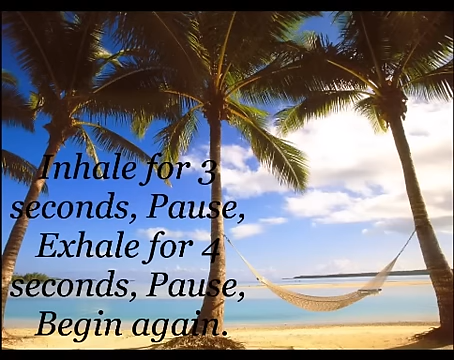 Inhale for 3
seconds, Pause,
Exhale for 4
seconds, Pause,
Begin again.